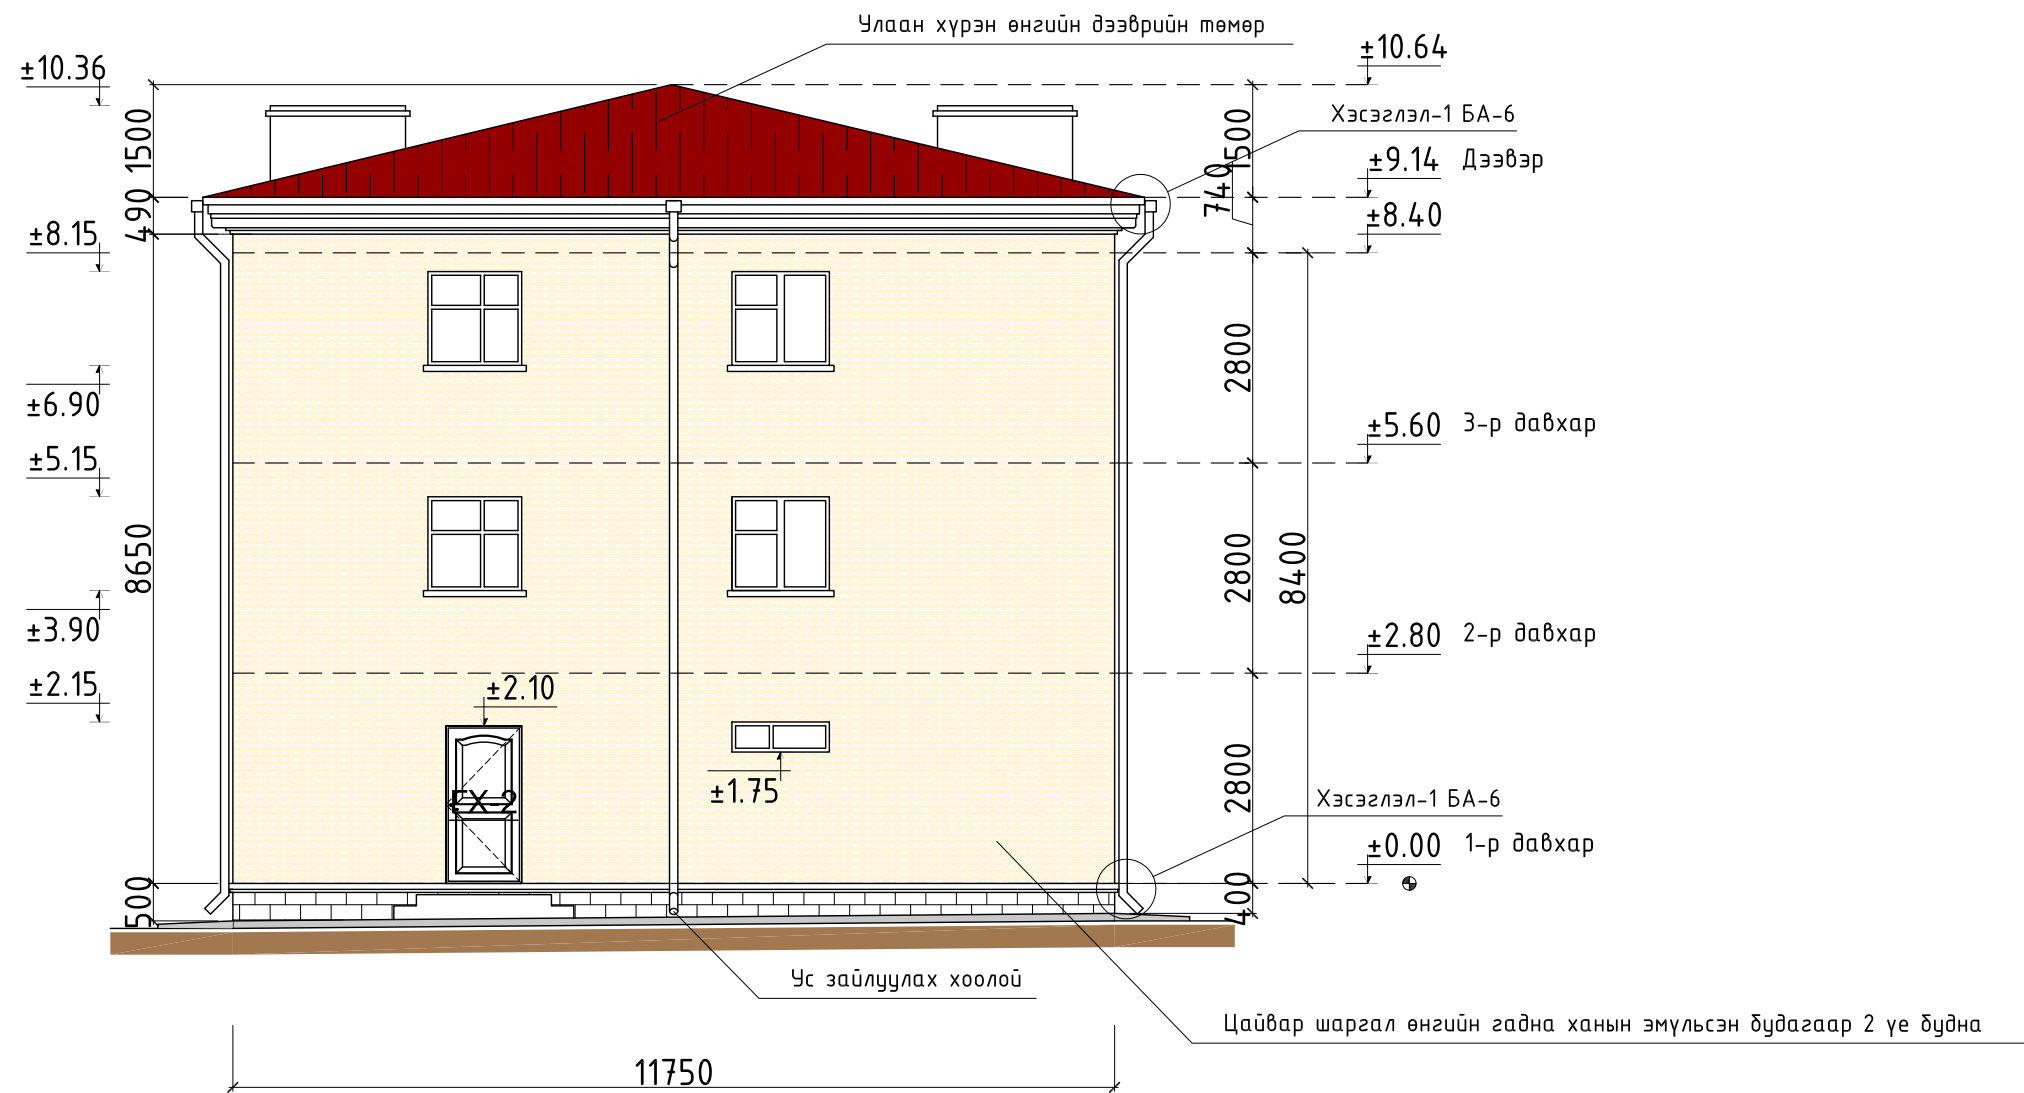 Улаан хүрэн өнгийн дээврийн төмөр
±10.64
±10.36
Хэсэглэл-1 БА-6
1500
1500
±9.14 Дээвэр
740
490
±8.40
±8.15
2800
±6.90
±5.60 3-р давхар
±5.15
8650
2800
8400
±3.90
±2.80 2-р давхар
±2.15
±2.10
2800
±1.75
ГХ-2
Хэсэглэл-1 БА-6
±0.00 1-р давхар
500
400
Ус зайлуулах хоолой
Цайвар шаргал өнгийн гадна ханын эмүльсэн будагаар 2 үе будна
11750